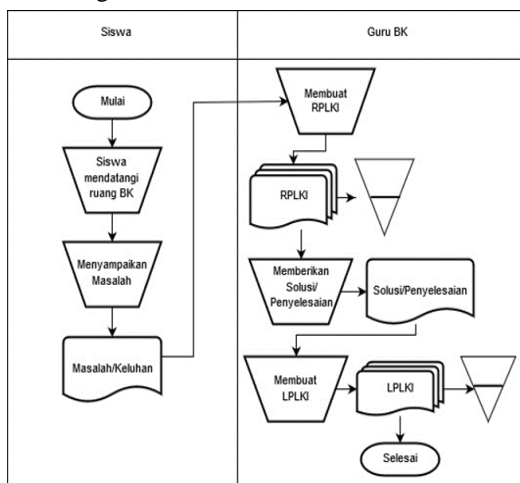 Siswa
Guru BK
Mulai
Siswa
mendatangi
ruang BK
Menyampaikan
Masalah
Masalah/Keluhan
Membuat
RPLKI
RPLKI
Memberikan
Solusi/
Penyelesaian
Solusi/Penyelesaian
Membuat
LPLKI
LPLKI
Selesai